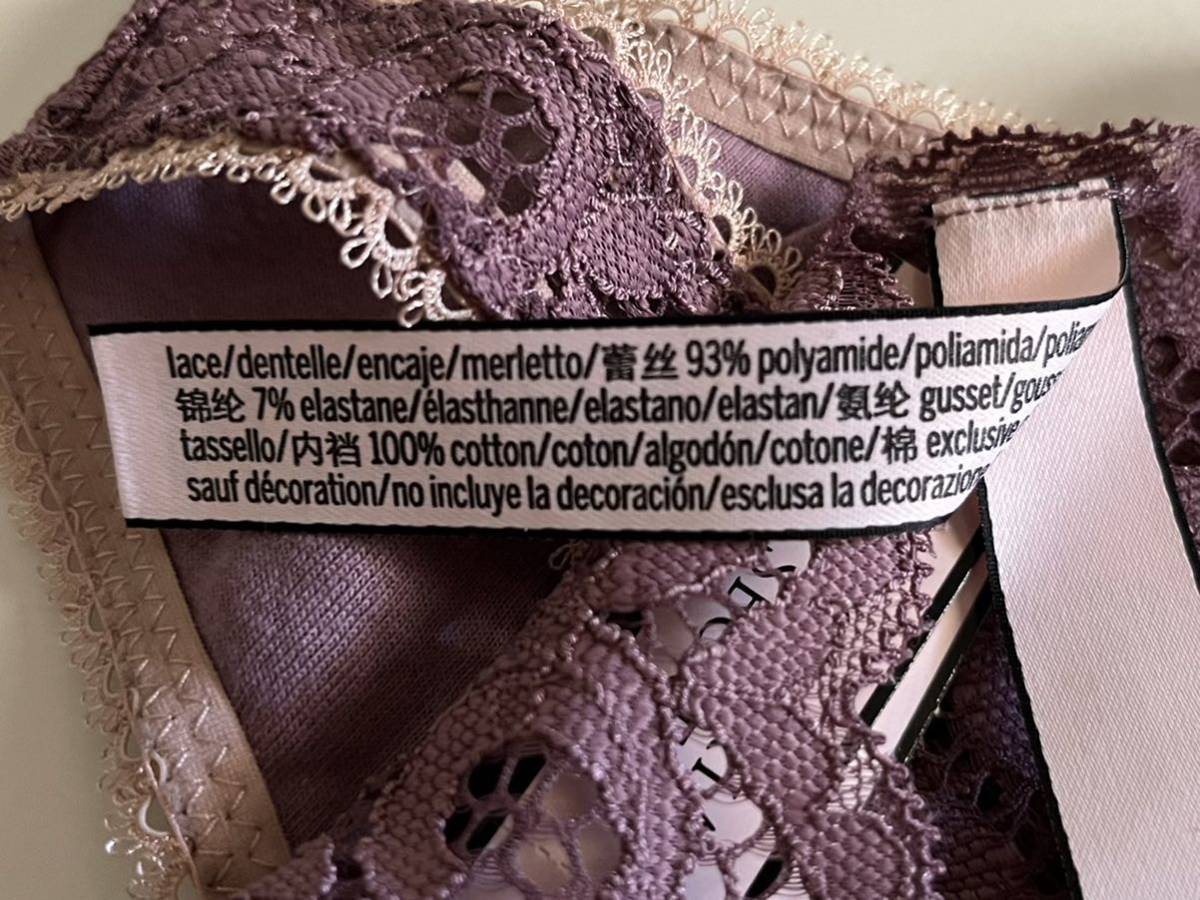 lace/dentelle/encaje/merletto/蕾丝 93% polyamide/poliamida/
锦纶 7% elastane/élasthanne/elastano/elastan/氨纶 gusset/
tassello/内裆 100% cotton/coton/algodón/cotone/棉 exclusive
sauf décoration/no incluye la decoración/esclusa la decorazione